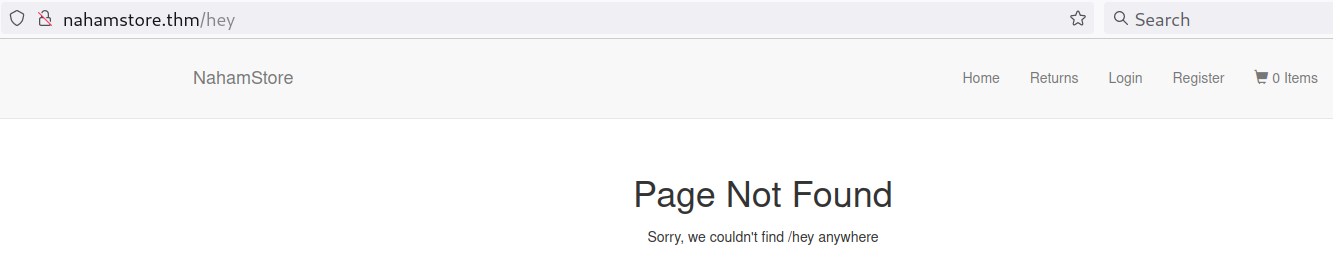 nahamstore.thm/hey
Search
NahamStore
Home
Returns
Login
Register
0 Items
Page Not Found
Sorry, we couldn't find /hey anywhere